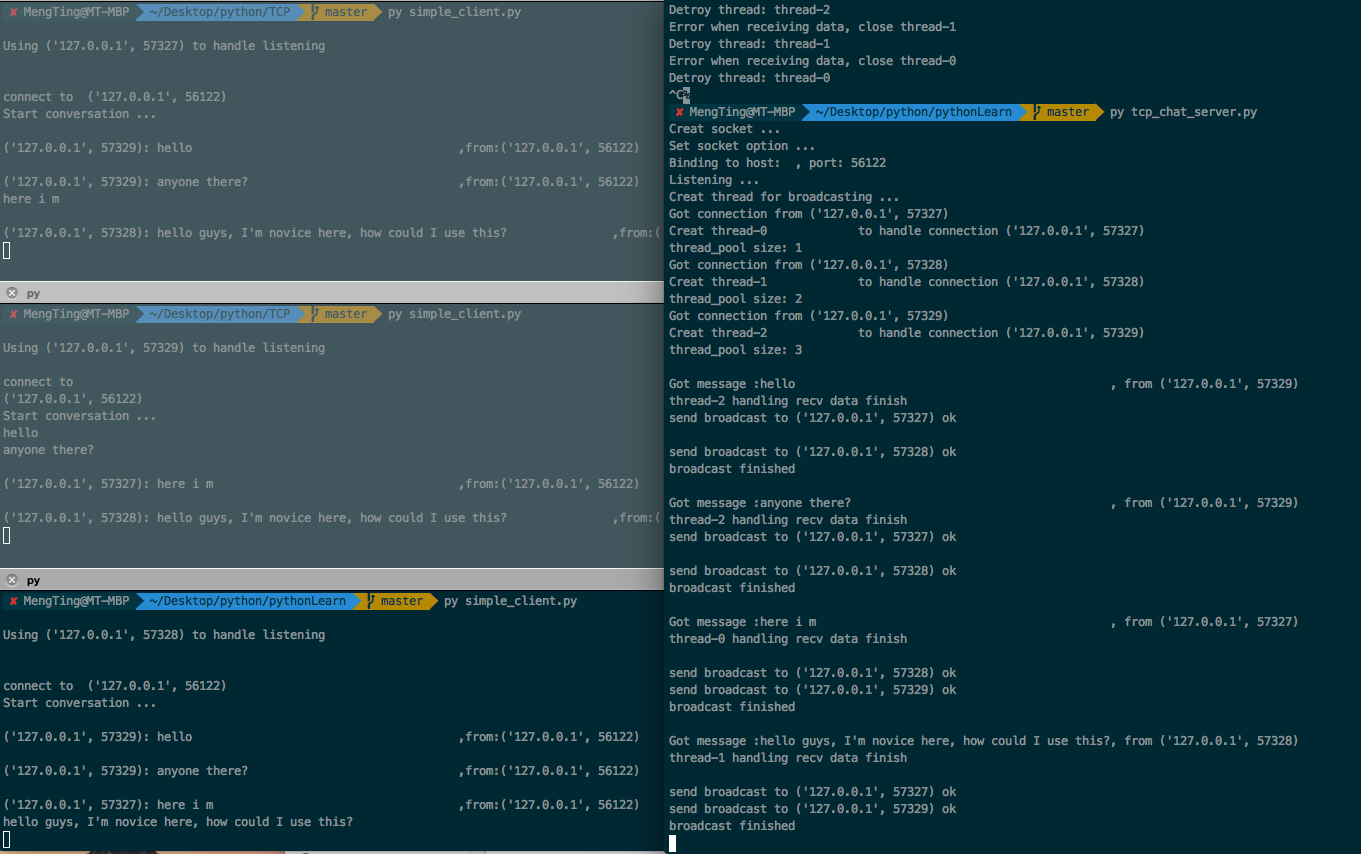 ✘ MengTing@MT-MBP ~/Desktop/python/TCP master py simple_client.py
Using ('127.0.0.1', 57327) to handle listening
connect to  ('127.0.0.1', 56122)
Start conversation ...
('127.0.0.1', 57329): hello ,from:('127.0.0.1', 56122)
('127.0.0.1', 57329): anyone there? ,from:('127.0.0.1', 56122)
here i m
('127.0.0.1', 57328): hello guys, I'm novice here, how could I use this? ,from:(
py
✘ MengTing@MT-MBP ~/Desktop/python/TCP master py simple_client.py
Using ('127.0.0.1', 57329) to handle listening
connect to
('127.0.0.1', 56122)
Start conversation ...
hello
anyone there?
('127.0.0.1', 57327): here i m ,from:('127.0.0.1', 56122)
('127.0.0.1', 57328): hello guys, I'm novice here, how could I use this? ,from:(
py
✘ MengTing@MT-MBP ~/Desktop/python/pythonLearn master py simple_client.py
Using ('127.0.0.1', 57328) to handle listening
connect to  ('127.0.0.1', 56122)
Start conversation ...
('127.0.0.1', 57329): hello ,from:('127.0.0.1', 56122)
('127.0.0.1', 57329): anyone there? ,from:('127.0.0.1', 56122)
('127.0.0.1', 57327): here i m ,from:('127.0.0.1', 56122)
hello guys, I'm novice here, how could I use this?
Detroy thread: thread-2
Error when receiving data, close thread-1
Detroy thread: thread-1
Error when receiving data, close thread-0
Detroy thread: thread-0
^C%
✘ MengTing@MT-MBP ~/Desktop/python/pythonLearn master py tcp_chat_server.py
Creat socket ...
Set socket option ...
Binding to host:  , port: 56122
Listening ...
Creat thread for broadcasting ...
Got connection from ('127.0.0.1', 57327)
Creat thread-0 to handle connection ('127.0.0.1', 57327)
thread_pool size: 1
Got connection from ('127.0.0.1', 57328)
Creat thread-1 to handle connection ('127.0.0.1', 57328)
thread_pool size: 2
Got connection from ('127.0.0.1', 57329)
Creat thread-2 to handle connection ('127.0.0.1', 57329)
thread_pool size: 3
Got message :hello , from ('127.0.0.1', 57329)
thread-2 handling recv data finish
send broadcast to ('127.0.0.1', 57327) ok
send broadcast to ('127.0.0.1', 57328) ok
broadcast finished
Got message :anyone there? , from ('127.0.0.1', 57329)
thread-2 handling recv data finish
send broadcast to ('127.0.0.1', 57327) ok
send broadcast to ('127.0.0.1', 57328) ok
broadcast finished
Got message :here i m , from ('127.0.0.1', 57327)
thread-0 handling recv data finish
send broadcast to ('127.0.0.1', 57328) ok
send broadcast to ('127.0.0.1', 57329) ok
broadcast finished
Got message :hello guys, I'm novice here, how could I use this?, from ('127.0.0.1', 57328)
thread-1 handling recv data finish
send broadcast to ('127.0.0.1', 57327) ok
send broadcast to ('127.0.0.1', 57329) ok
broadcast finished